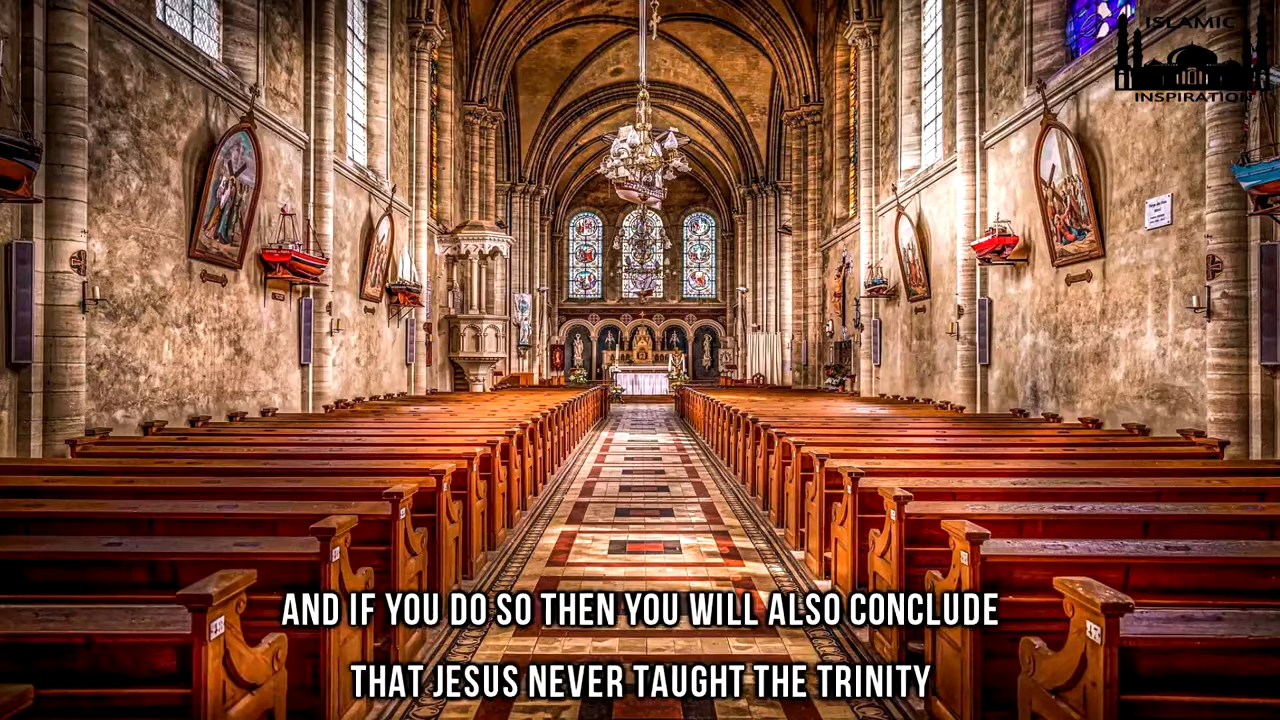 ISLAMIC
INSPIRATION
AND IF YOU DO SO THEN YOU WILL ALSO CONCLUDE
THAT JESUS NEVER TAUGHT THE TRINITY